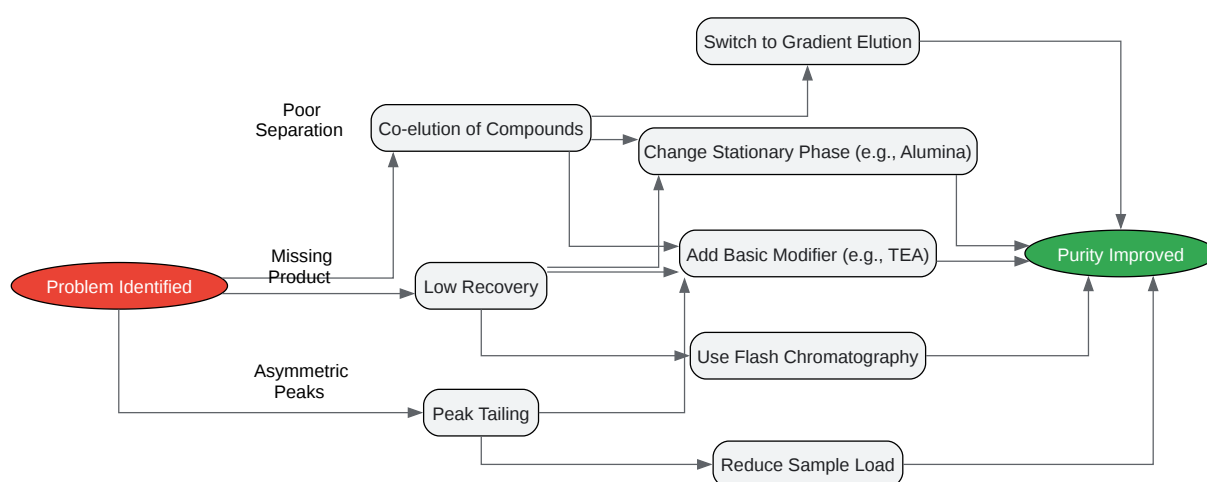 Switch to Gradient Elution
Poor
Separation
Co-elution of Compounds
Change Stationary Phase (e.g., Alumina)
Missing
Product
Add Basic Modifier (e.g., TEA)
Purity Improved
Problem Identified
Low Recovery
Use Flash Chromatography
Asymmetric
Peaks
Peak Tailing
Reduce Sample Load